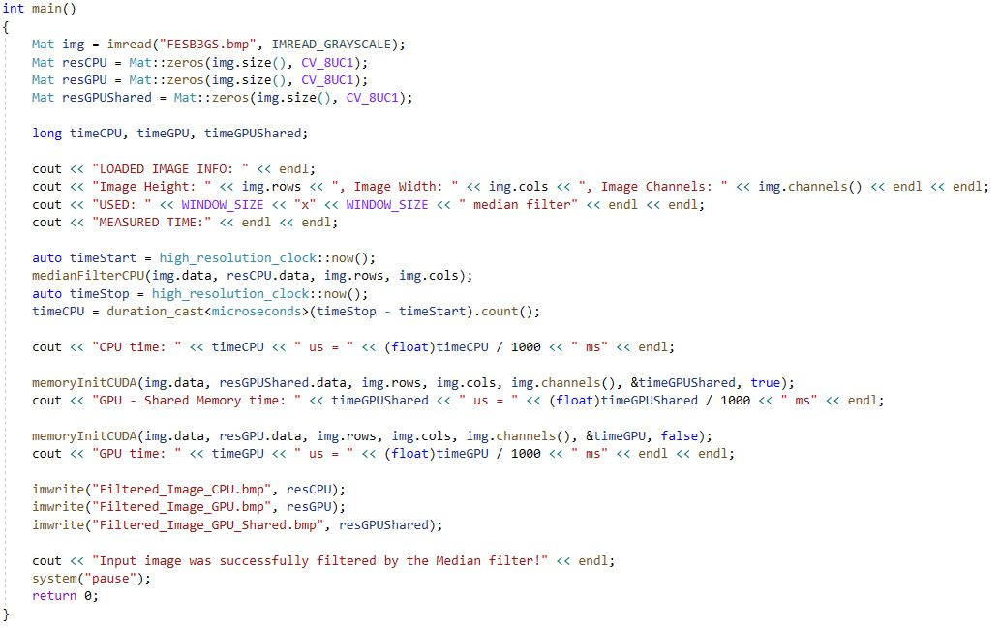 int main()
{
    Mat img = imread("FESB3GS.bmp", IMREAD_GRAYSCALE);
    Mat resCPU = Mat::zeros(img.size(), CV_8UC1);
    Mat resGPU = Mat::zeros(img.size(), CV_8UC1);
    Mat resGPUShared = Mat::zeros(img.size(), CV_8UC1);

    long timeCPU, timeGPU, timeGPUShared;

    cout << "LOADED IMAGE INFO: " << endl;
    cout << "Image Height: " << img.rows << ", Image Width: " << img.cols << ", Image Channels: " << img.channels() << endl << endl;
    cout << "USED: " << WINDOW_SIZE << "x" << WINDOW_SIZE << " median filter" << endl << endl;
    cout << "MEASURED TIME:" << endl << endl;

    auto timeStart = high_resolution_clock::now();
    medianFilterCPU(img.data, resCPU.data, img.rows, img.cols);
    auto timeStop = high_resolution_clock::now();
    timeCPU = duration_cast<microseconds>(timeStop - timeStart).count();

    cout << "CPU time: " << timeCPU << " us = " << (float)timeCPU / 1000 << " ms" << endl;

    memoryInitCUDA(img.data, resGPUShared.data, img.rows, img.cols, img.channels(), &timeGPUShared, true);
    cout << "GPU - Shared Memory time: " << timeGPUShared << " us = " << (float)timeGPUShared / 1000 << " ms" << endl;

    memoryInitCUDA(img.data, resGPU.data, img.rows, img.cols, img.channels(), &timeGPU, false);
    cout << "GPU time: " << timeGPU << " us = " << (float)timeGPU / 1000 << " ms" << endl << endl;

    imwrite("Filtered_Image_CPU.bmp", resCPU);
    imwrite("Filtered_Image_GPU.bmp", resGPU);
    imwrite("Filtered_Image_GPU_Shared.bmp", resGPUShared);

    cout << "Input image was successfully filtered by the Median filter!" << endl;
    system("pause");
    return 0;
}